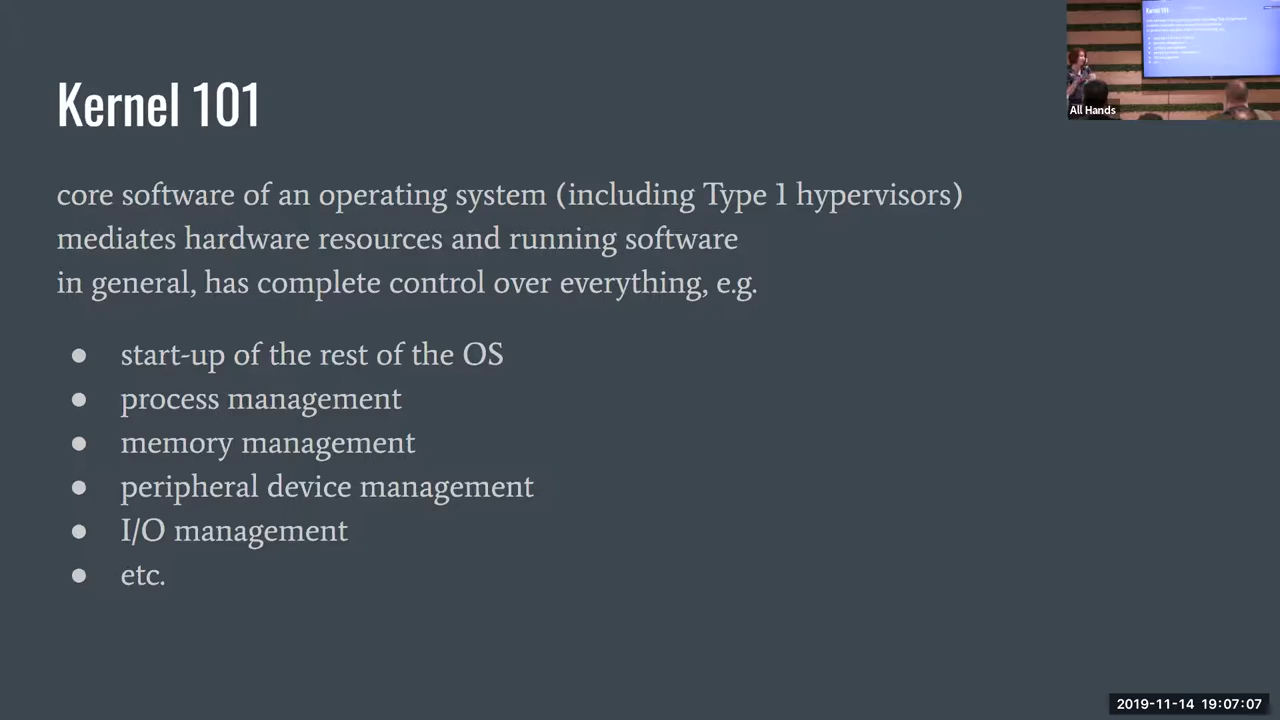 Kernel 101
core software of an operating system (including Type 1 hypervisors)
mediates hardware resources and running software
in general, has complete control over everything, e.g.
● start-up of the rest of the OS
● process management
● memory management
● peripheral device management
● I/O management
● etc.
Kernel 101
All Hands
2019-11-14 19:07:07